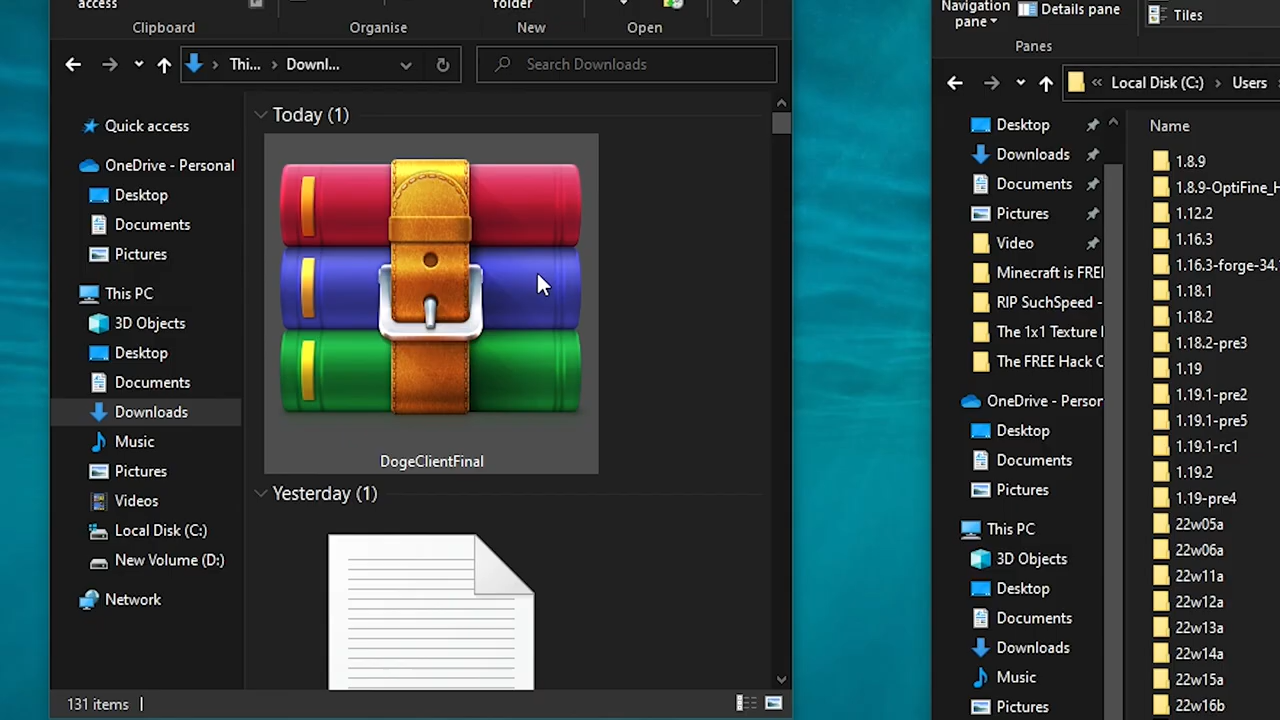 access
Clipboard
Organise
folder
New
Open
Thi...
Downl...
Search Downloads
Quick access
OneDrive - Personal
Desktop
Documents
Pictures
This PC
3D Objects
Desktop
Documents
Downloads
Music
Pictures
Videos
Local Disk (C:)
New Volume (D:)
Network
Today (1)
DogeClientFinal
Yesterday (1)
131 items
Navigation
pane
Details pane
Tiles
Panes
« Local Disk (C:)
Users
Desktop
Downloads
Documents
Pictures
Video
Minecraft is FREE
RIP SuchSpeed -
The 1x1 Texture
The FREE Hack C
OneDrive - Person
Desktop
Documents
Pictures
This PC
3D Objects
Desktop
Documents
Downloads
Music
Pictures
Name
1.8.9
1.8.9-OptiFine_H
1.12.2
1.16.3
1.16.3-forge-34.
1.18.1
1.18.2
1.18.2-pre3
1.19
1.19.1-pre2
1.19.1-pre5
1.19.1-rc1
1.19.2
1.19-pre4
22w05a
22w06a
22w11a
22w12a
22w13a
22w14a
22w15a
22w16b